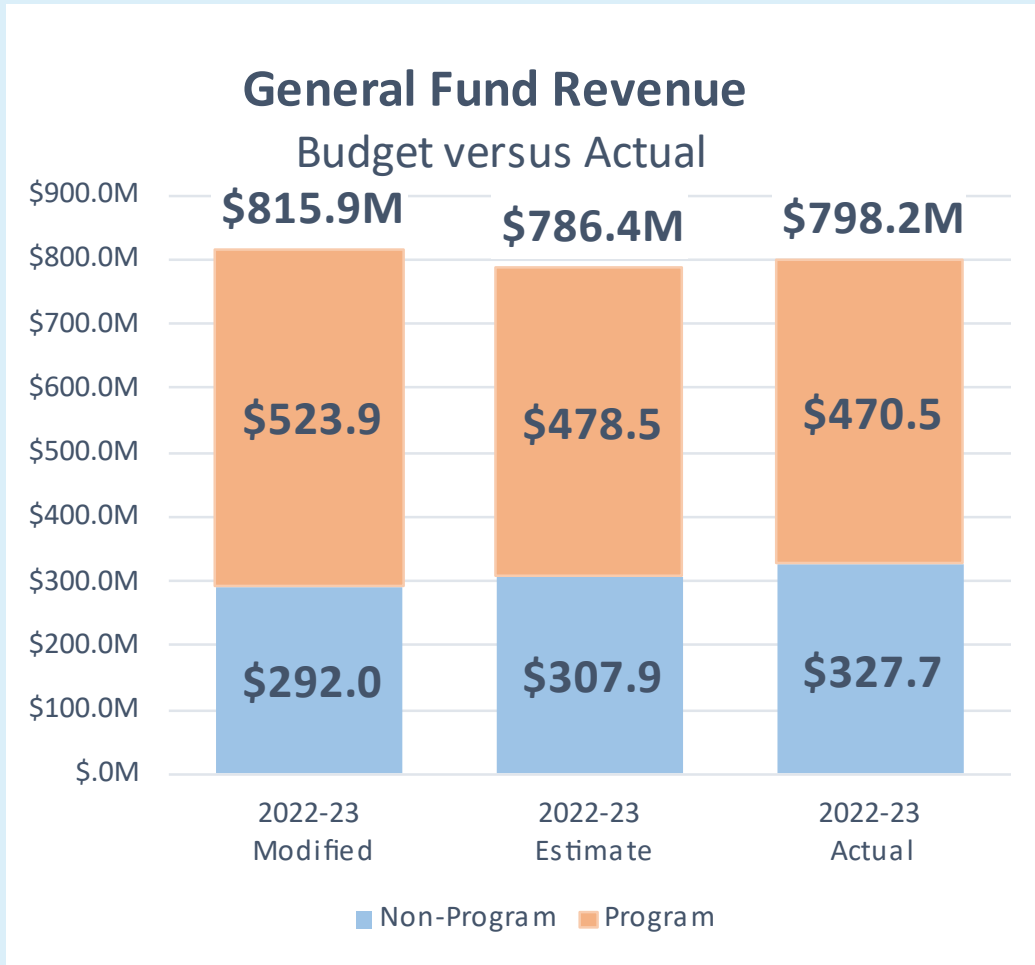 General Fund Revenue
Budget versus Actual
$900.0M
$800.0M
$700.0M
$600.0M
$500.0M
$400.0M
$300.0M
$200.0M
$100.0M
$.0M
$815.9M
$786.4M
$798.2M
$523.9
$478.5
$470.5
$292.0
$307.9
$327.7
2022-23
Modified
2022-23
Estimate
2022-23
Actual
Non-Program
Program